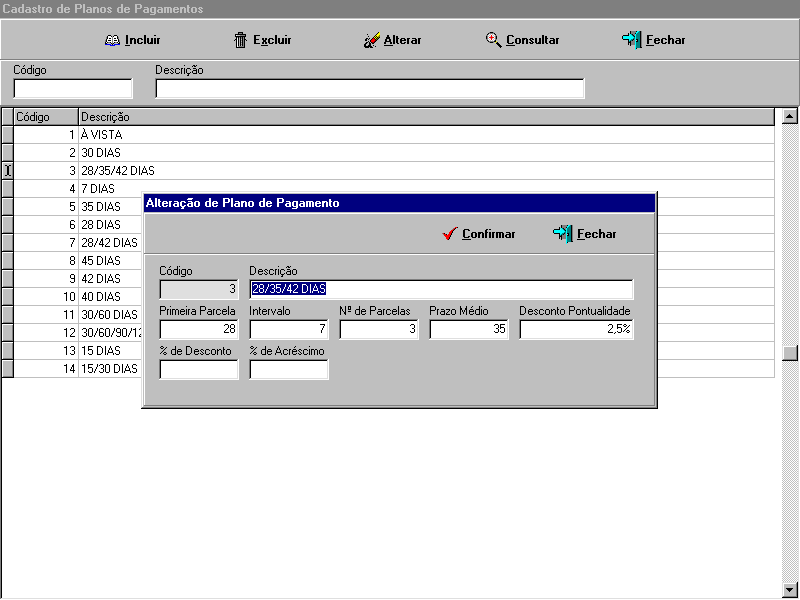 Cadastro de Planos de Pagamentos
Incluir Excluir Alterar Consultar Fechar
Código Descrição
Código Descrição
1 À VISTA
2 30 DIAS
3 28/35/42 DIAS
4 7 DIAS
5 35 DIAS
6 28 DIAS
7 28/42 DIAS
8 45 DIAS
9 42 DIAS
10 40 DIAS
11 30/60 DIAS
12 30/60/90/12
13 15 DIAS
14 15/30 DIAS
Alteração de Plano de Pagamento
Confirmar Fechar
Código Descrição
3 28/35/42 DIAS
Primeira Parcela Intervalo Nº de Parcelas Prazo Médio Desconto Pontualidade
28 7 3 35 2,5%
% de Desconto % de Acréscimo